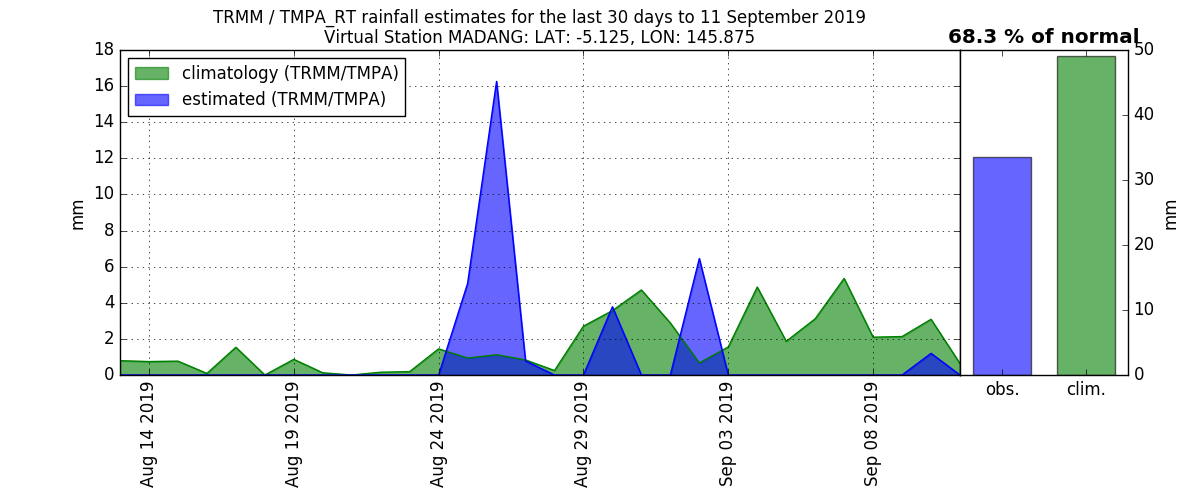 TRMM / TMPA_RT rainfall estimates for the last 30 days to 11 September 2019
Virtual Station MADANG: LAT: -5.125, LON: 145.875
68.3 % of normal
climatology (TRMM/TMPA)
estimated (TRMM/TMPA)
18
16
14
12
10
8
6
4
2
0
mm
Aug 14 2019
Aug 19 2019
Aug 24 2019
Aug 29 2019
Sep 03 2019
Sep 08 2019
obs.
clim.
50
40
30
20
10
0
mm